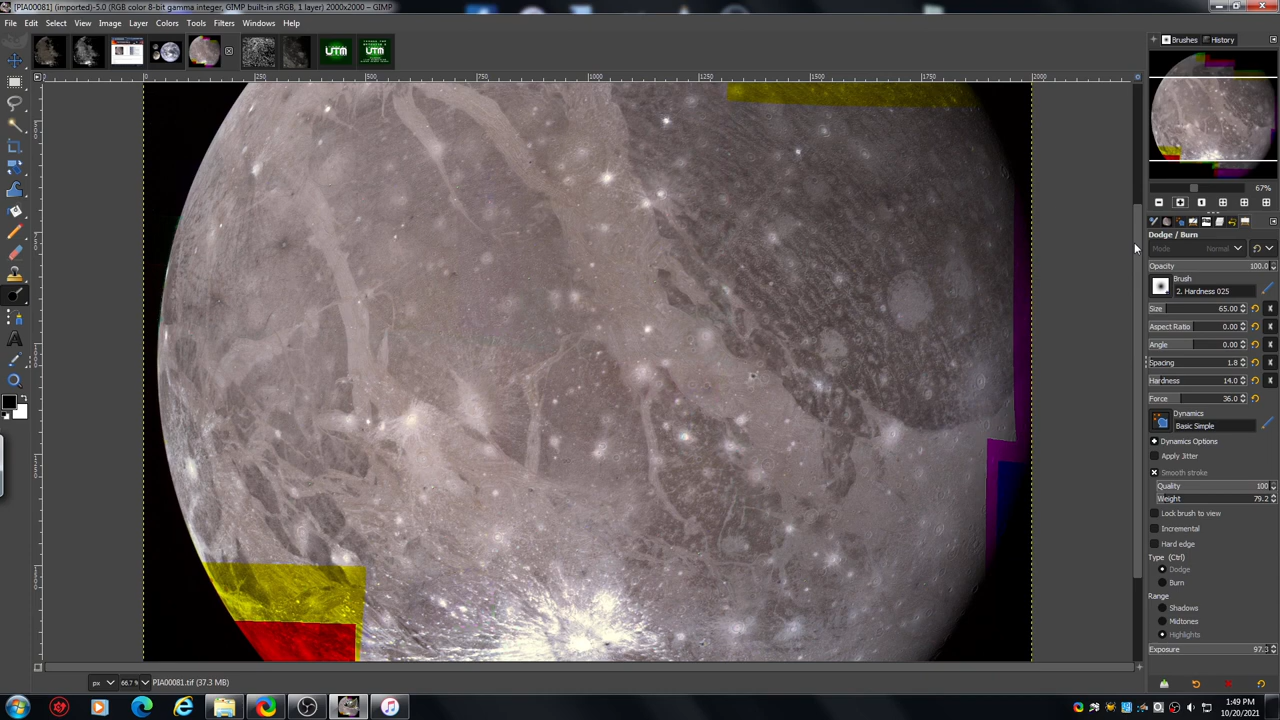 [PIA00081] (imported)-5.0 (RGB color 8-bit gamma integer, GIMP built-in sRGB, 1 layer) 2000x2000 – GIMP
File Edit Select View Image Layer Colors Tools Filters Windows Help
UTM
UTM
Brushes History
0 250 500 750 1000 1250 1500 1750 2000
67%
Dodge / Burn
Mode Normal
Opacity 100.0
Brush
2. Hardness 025
Size 65.00
Aspect Ratio 0.00
Angle 0.00
Spacing 1.8
Hardness 14.0
Force 36.0
Dynamics
Basic Simple
Dynamics Options
Apply Jitter
Smooth stroke
Quality 100
Weight 79.2
Lock brush to view
Incremental
Hard edge
Type (Ctrl)
Dodge
Burn
Range
Shadows
Midtones
Highlights
Exposure 97.3
px 66.7 % PIA00081.tif (37.3 MB)
1:49 PM
10/20/2021